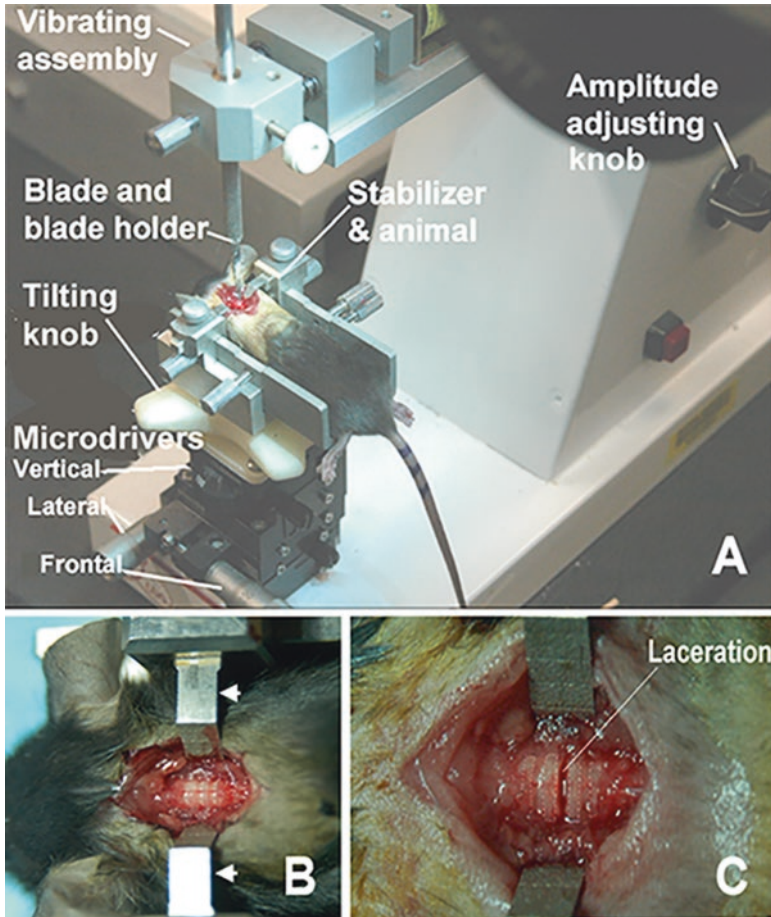 Vibrating
assembly
Amplitude
adjusting
knob
Blade and
blade holder
Stabilizer
& animal
Tilting
knob
Microdrivers
Vertical
Lateral
Frontal
A
B
Laceration
C